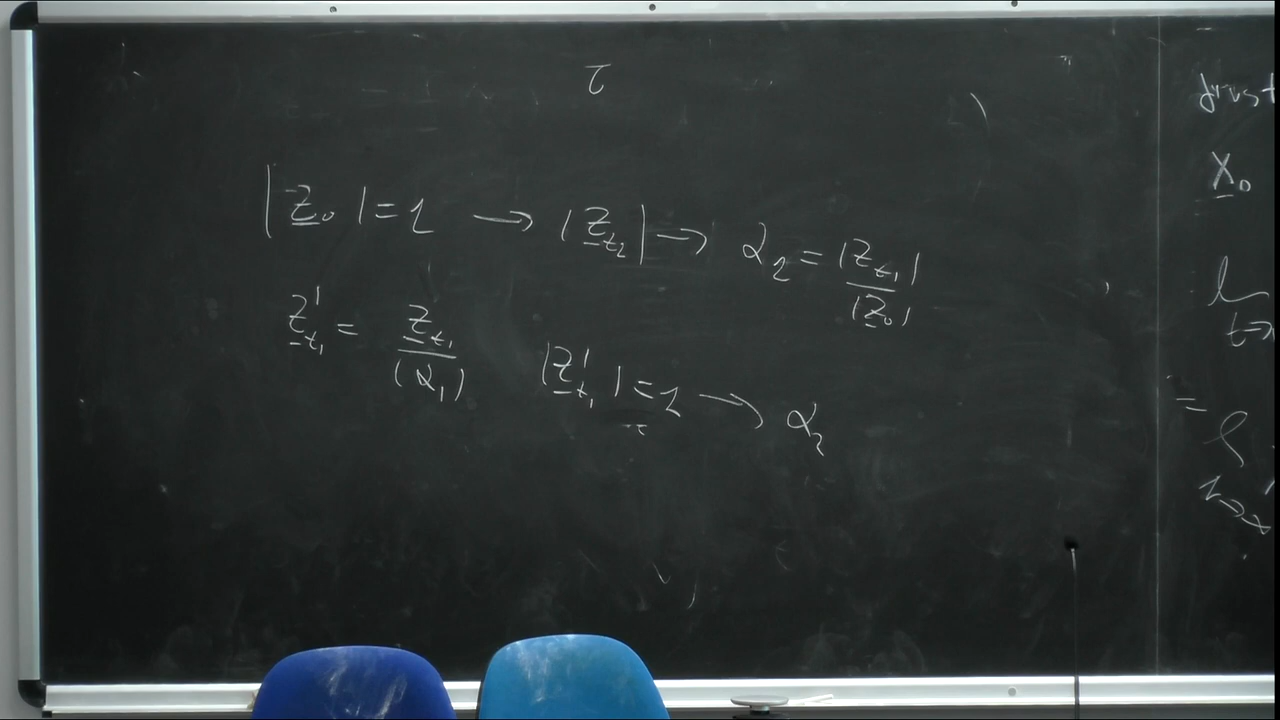 τ
|z₀| = 1 → |z_{t₂}| → α₂ = |z_{t₁}| / |z₀|
z'_{t₁} = z_{t₁} / (α₁) |z'_{t₁}| = 1 → α₂
x₀
t→
=